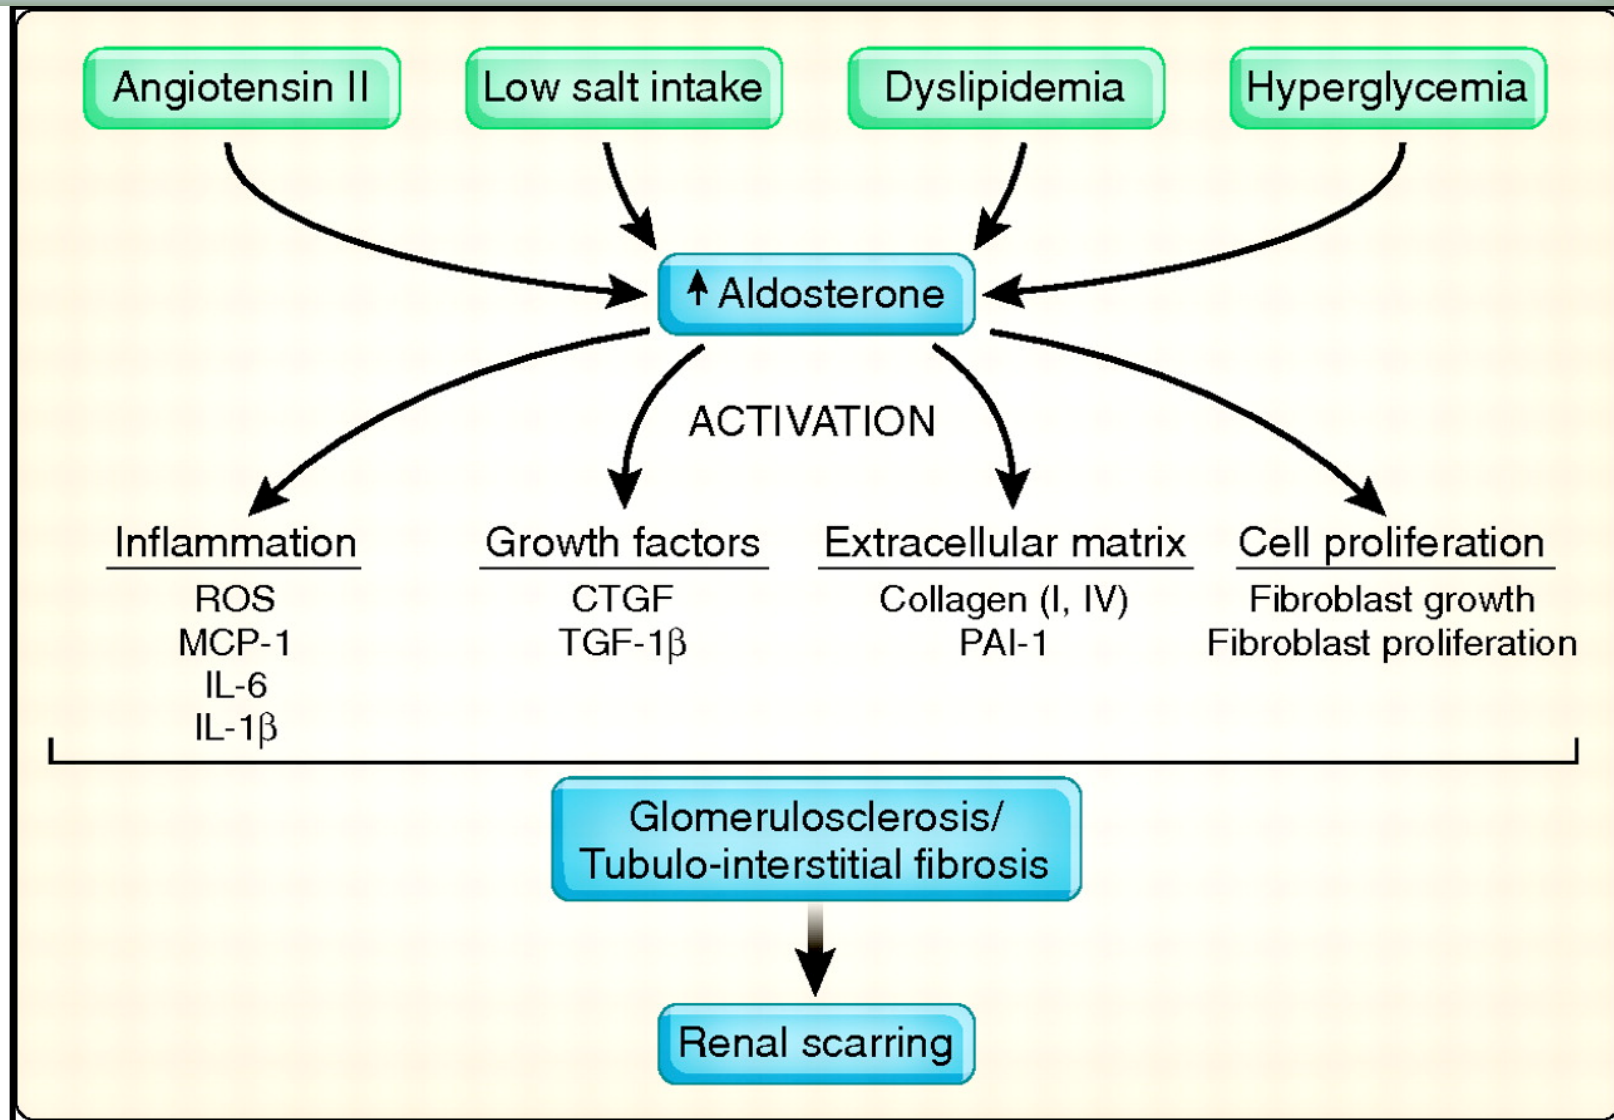 Angiotensin II
Low salt intake
Dyslipidemia
Hyperglycemia
Aldosterone
ACTIVATION
Inflammation
ROS
MCP-1
IL-6
IL-1β
Growth factors
CTGF
TGF-1β
Extracellular matrix
Collagen (I, IV)
PAI-1
Cell proliferation
Fibroblast growth
Fibroblast proliferation
Glomerulosclerosis/
Tubulo-interstitial fibrosis
Renal scarring